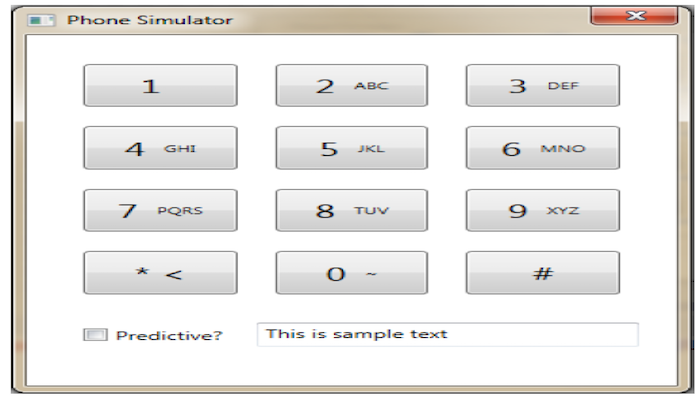 Phone Simulator
1 2 ABC 3 DEF
4 GHI 5 JKL 6 MNO
7 PQRS 8 TUV 9 XYZ
* < 0 ~ #
Predictive? This is sample text